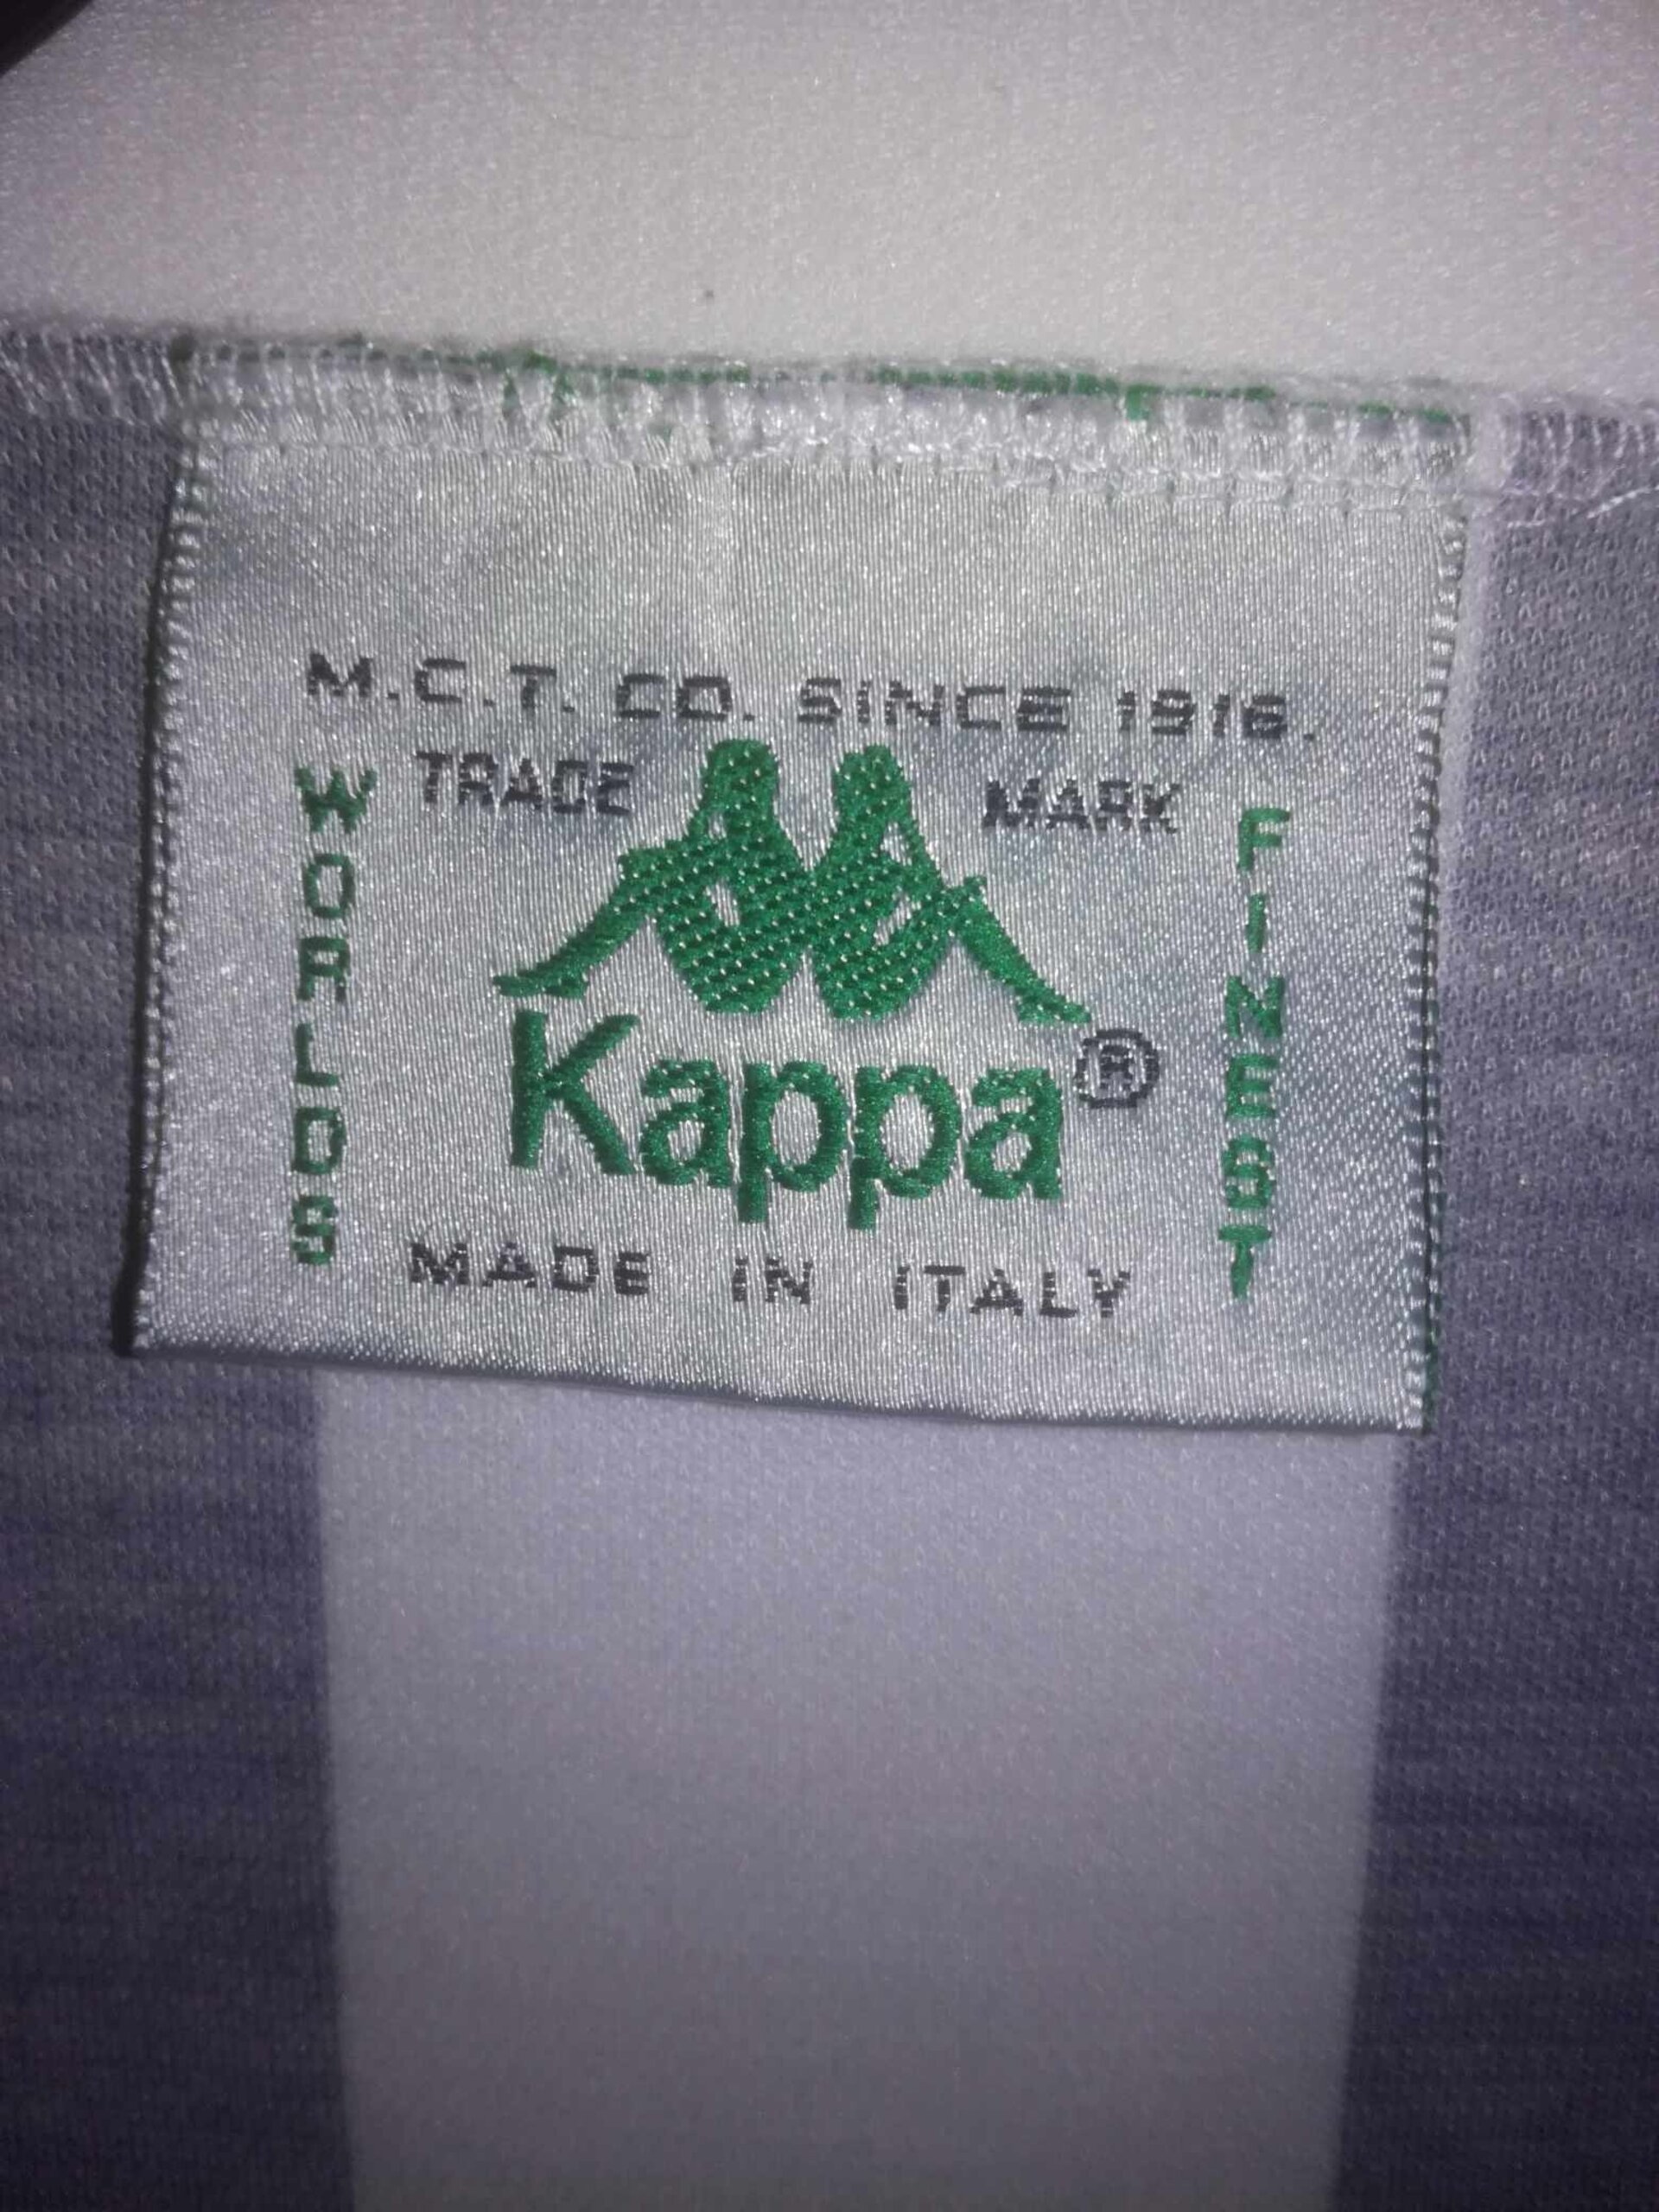 M.C.T. CO. SINCE 1916.
TRADE MARK
WORLDS
FINEST
Kappa®
MADE IN ITALY